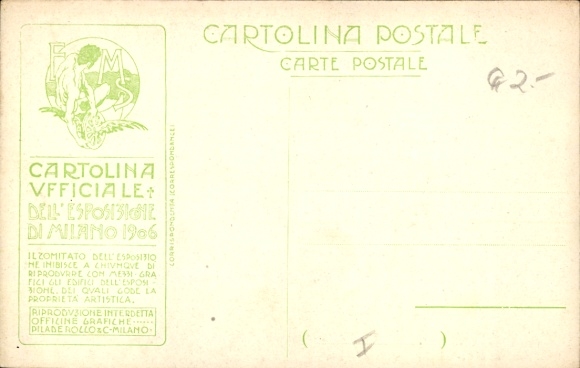 CARTOLINA POSTALE
CARTE POSTALE
E M S
CARTOLINA
VFFICIALE
DELL'ESPOSIZIONE
DI MILANO 1906
IL COMITATO DELL'ESPOSIZIO
NE INIBISCE A CHIUNQUE DI
RIPRODURRE CON MEZZI GRA
FICI GLI EDIFICI DELL'ESPOSI-
ZIONE, DEI QUALI GODE LA
PROPRIETÀ ARTISTICA.
RIPRODUZIONE INTERDETTA
OFFICINE GRAFICHE
PILADE ROCCO & C - MILANO
CORRISPONDENZA (CORRESPONDANCE)
2.-
( I )